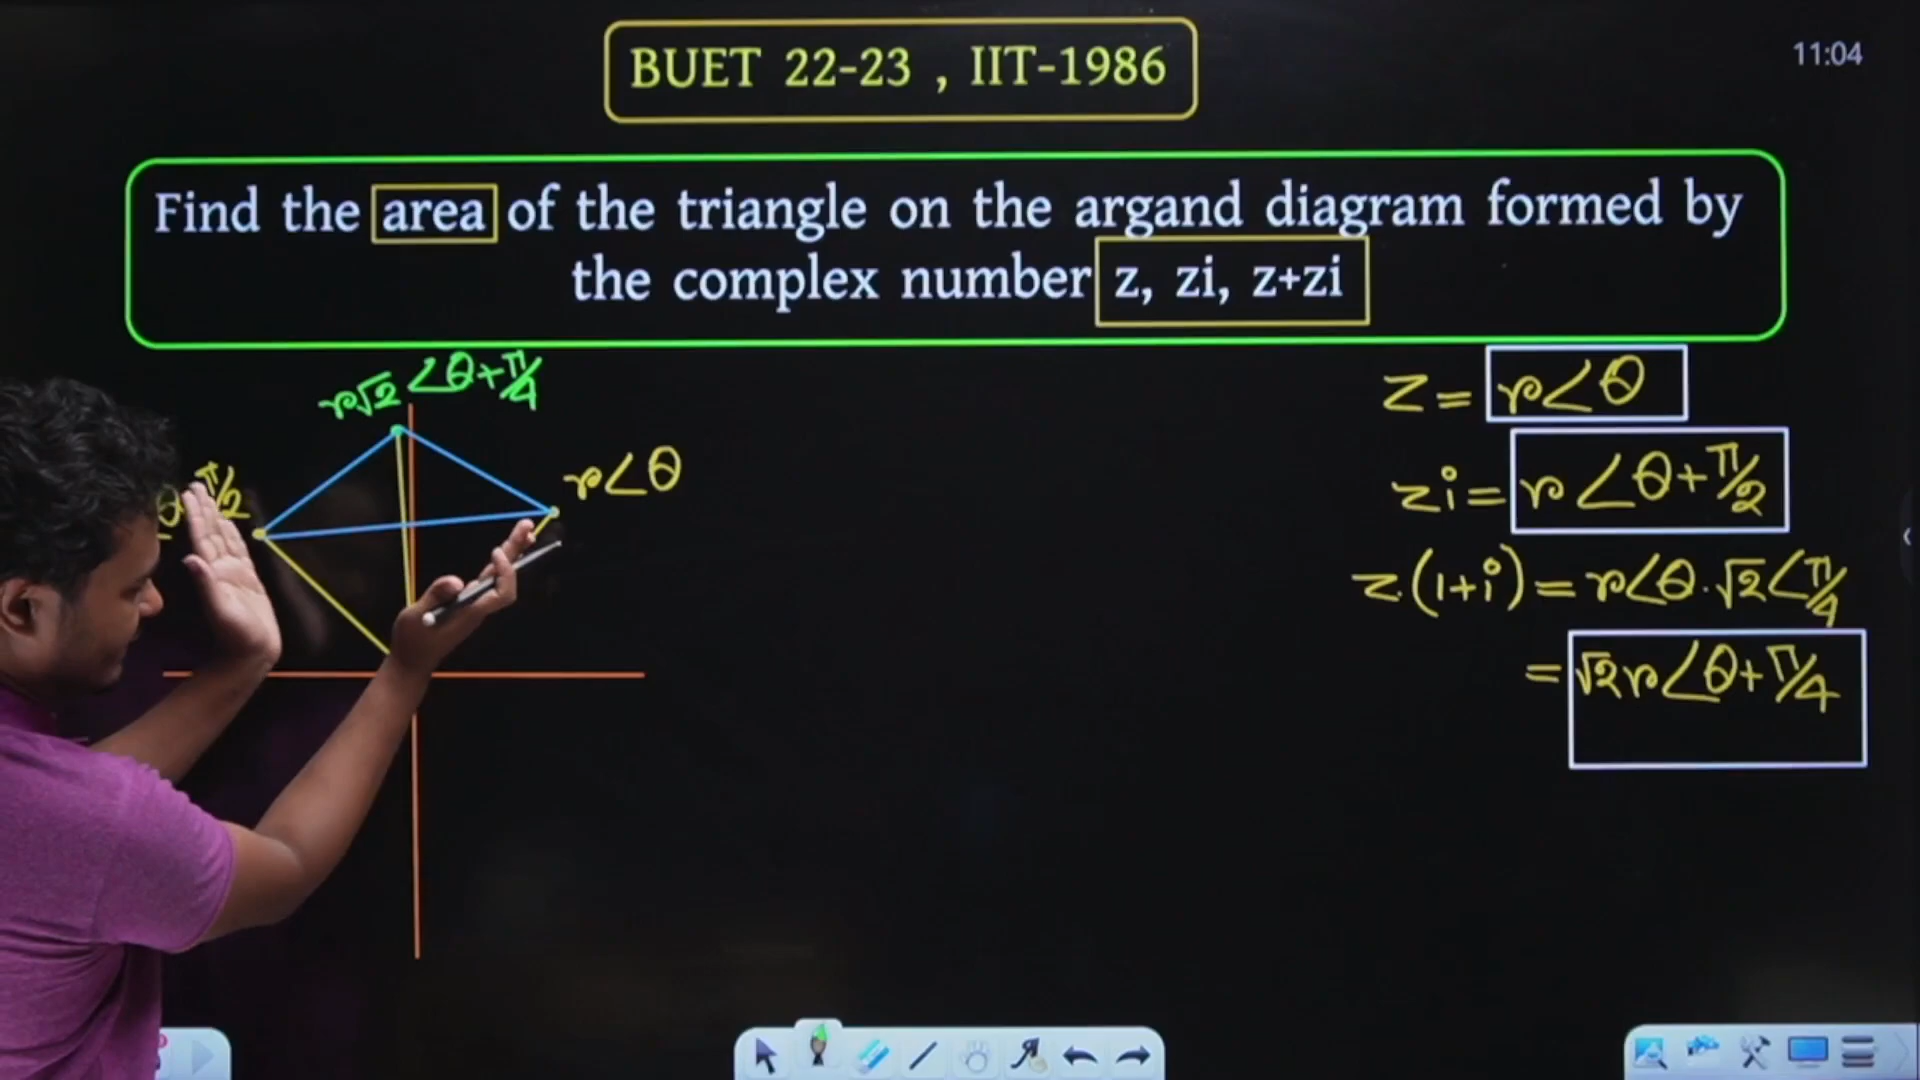 BUET 22-23 , IIT-1986
11:04
Find the area of the triangle on the argand diagram formed by
the complex number z, zi, z+zi
r√2 ∠θ+π/4
r∠θ
θ+π/2
z = r∠θ
zi = r∠θ+π/2
z.(1+i) = r∠θ.√2∠π/4
= √2r∠θ+π/4